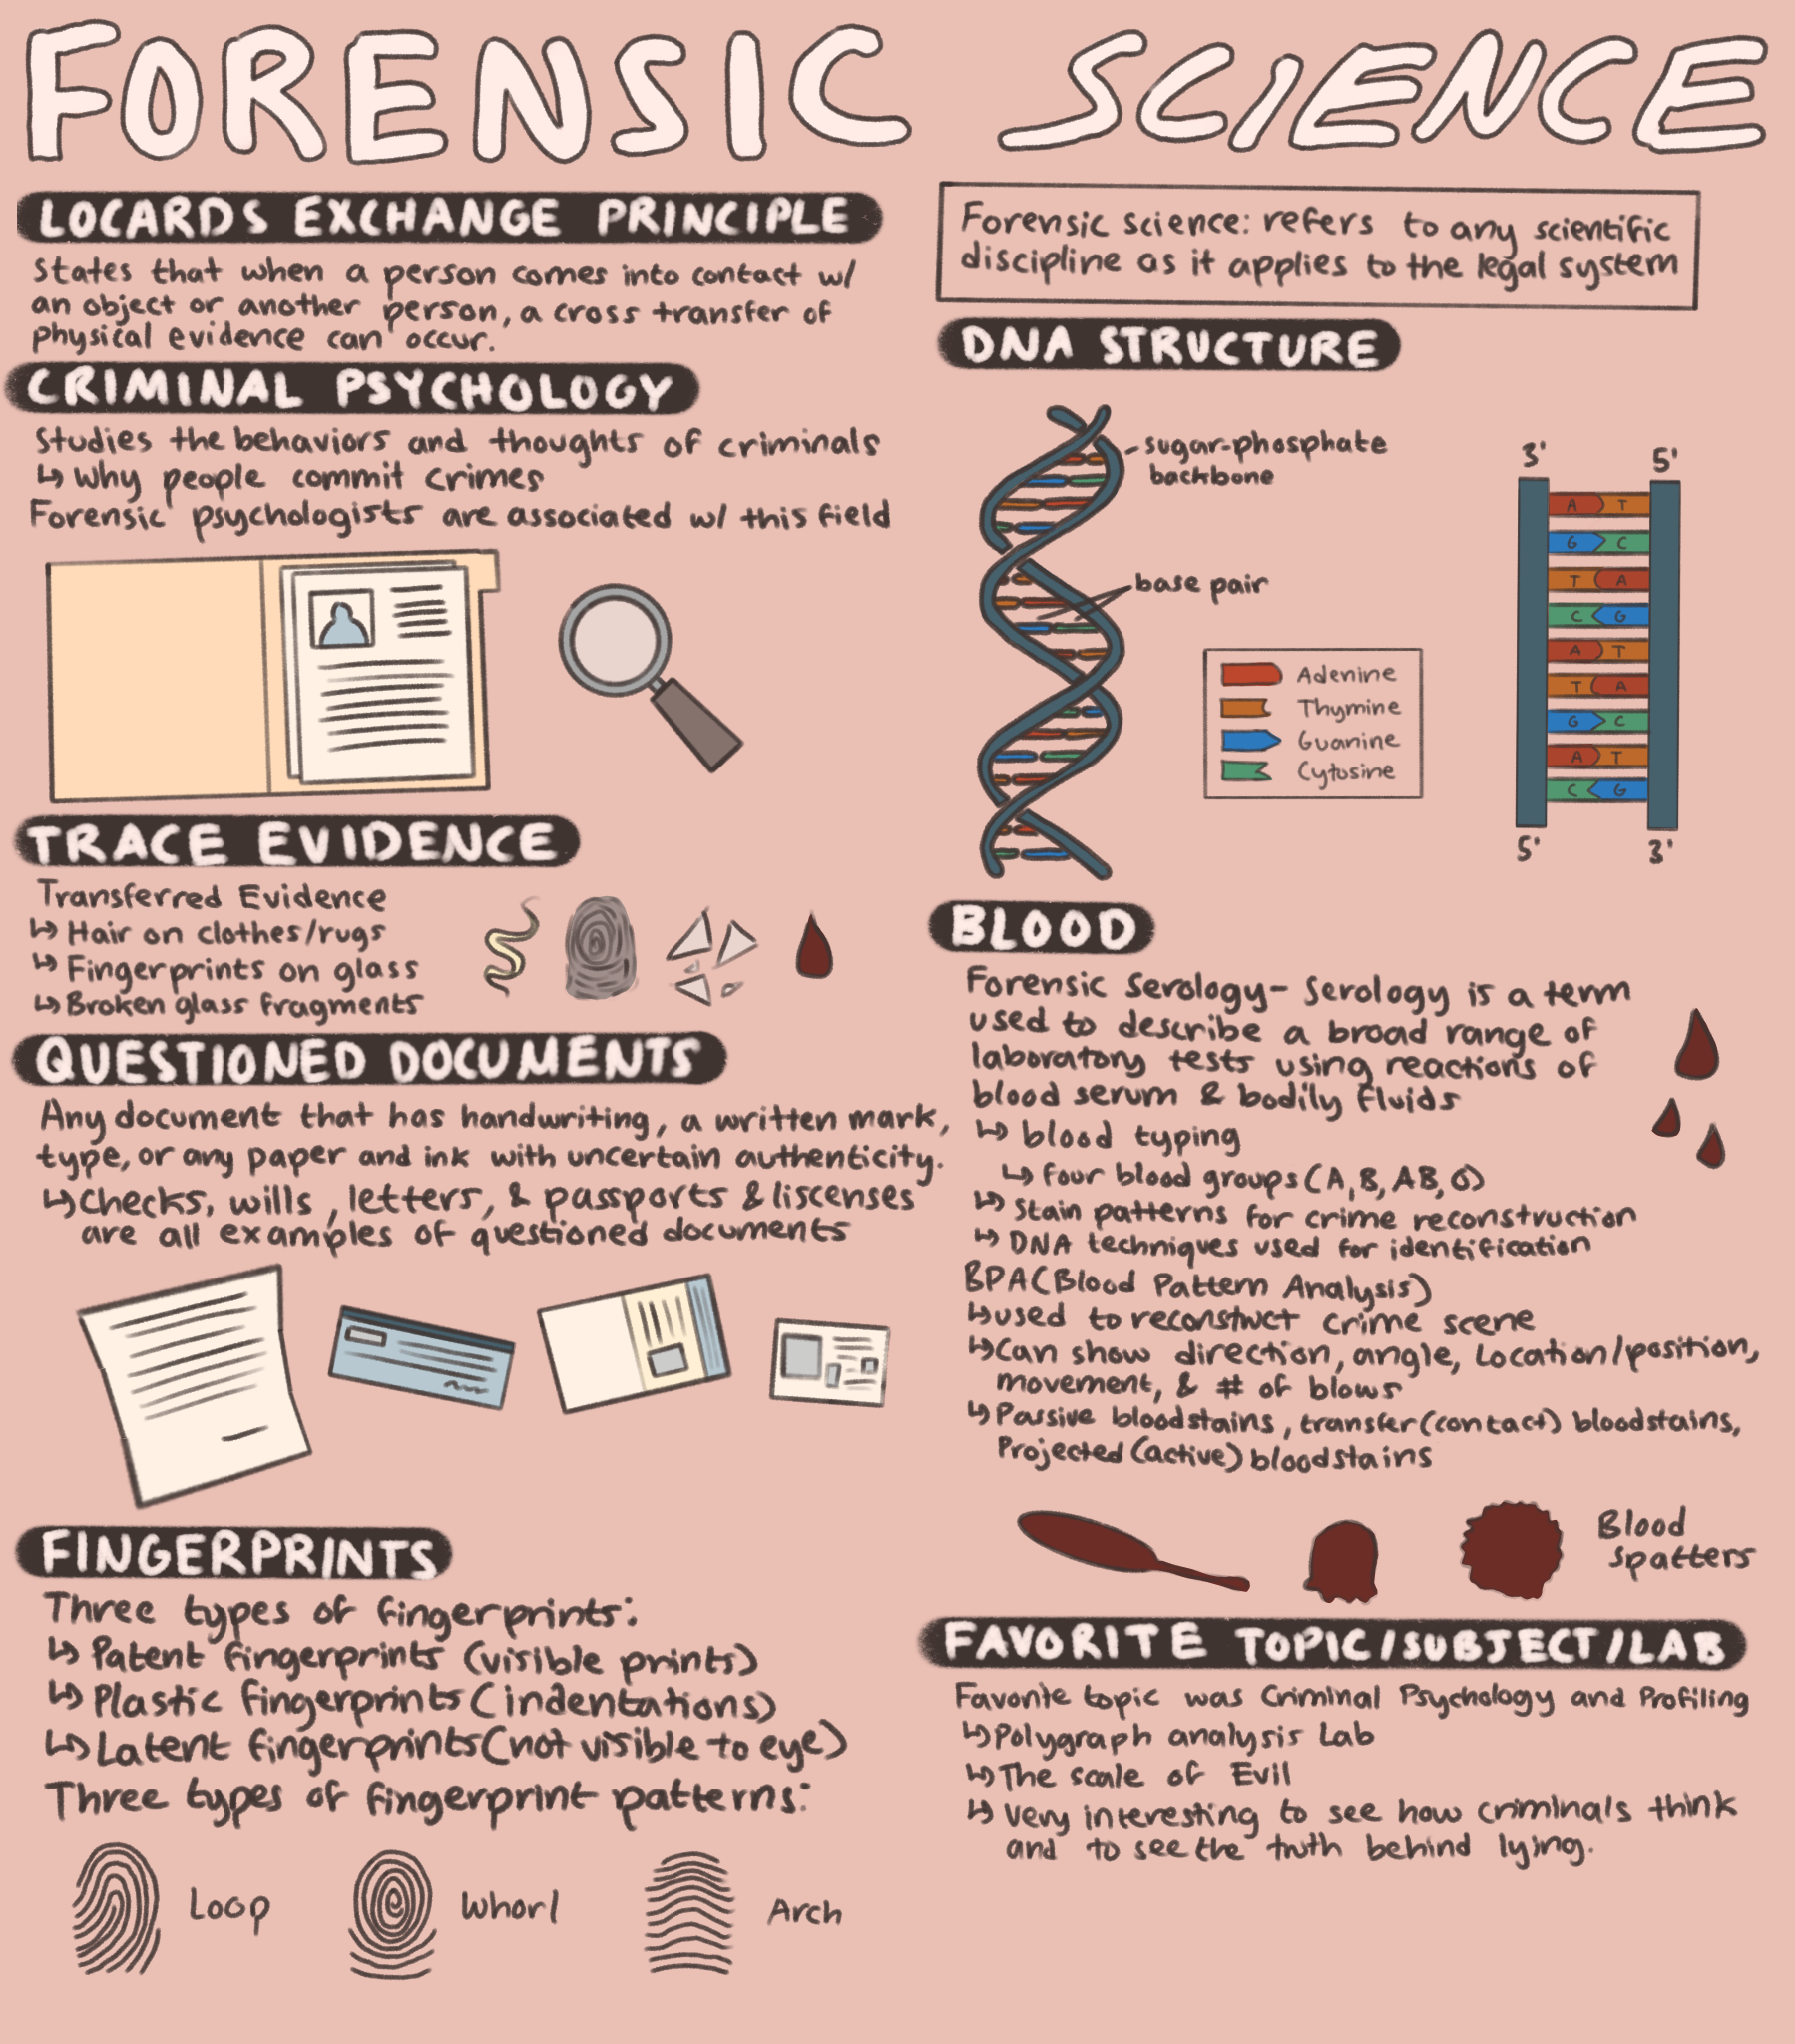 FORENSIC SCIENCE
LOCARDS EXCHANGE PRINCIPLE
States that when a person comes into contact w/
an object or another person, a cross transfer of
physical evidence can occur.
CRIMINAL PSYCHOLOGY
Studies the behaviors and thoughts of criminals
↳ Why people commit crimes
Forensic psychologists are associated w/ this field
TRACE EVIDENCE
Transferred Evidence
↳ Hair on clothes/rugs
↳ Fingerprints on glass
↳ Broken glass fragments
QUESTIONED DOCUMENTS
Any document that has handwriting, a written mark,
type, or any paper and ink with uncertain authenticity.
↳ Checks, wills, letters, & passports & liscenses
are all examples of questioned documents
FINGERPRINTS
Three types of fingerprints:
↳ Patent fingerprints (visible prints)
↳ Plastic fingerprints (indentations)
↳ Latent fingerprints (not visible to eye)
Three types of fingerprint patterns:
Loop
Whorl
Arch
Forensic science: refers to any scientific
discipline as it applies to the legal system
DNA STRUCTURE
sugar-phosphate
backbone
base pair
Adenine
Thymine
Guanine
Cytosine
3' 5'
A T
G C
T A
C G
A T
T A
G C
A T
C G
5' 3'
BLOOD
Forensic Serology- Serology is a term
used to describe a broad range of
laboratory tests using reactions of
blood serum & bodily fluids
↳ blood typing
↳ four blood groups (A, B, AB, O)
↳ Stain patterns for crime reconstruction
↳ DNA techniques used for identification
BPA (Blood Pattern Analysis)
↳ used to reconstruct crime scene
↳ Can show direction, angle, Location/position,
movement, & # of blows
↳ Passive bloodstains, transfer (contact) bloodstains,
Projected (active) bloodstains
Blood
spatters
FAVORITE TOPIC/SUBJECT/LAB
Favorite topic was Criminal Psychology and Profiling
↳ Polygraph analysis Lab
↳ The scale of Evil
↳ Very interesting to see how criminals think
and to see the truth behind lying.